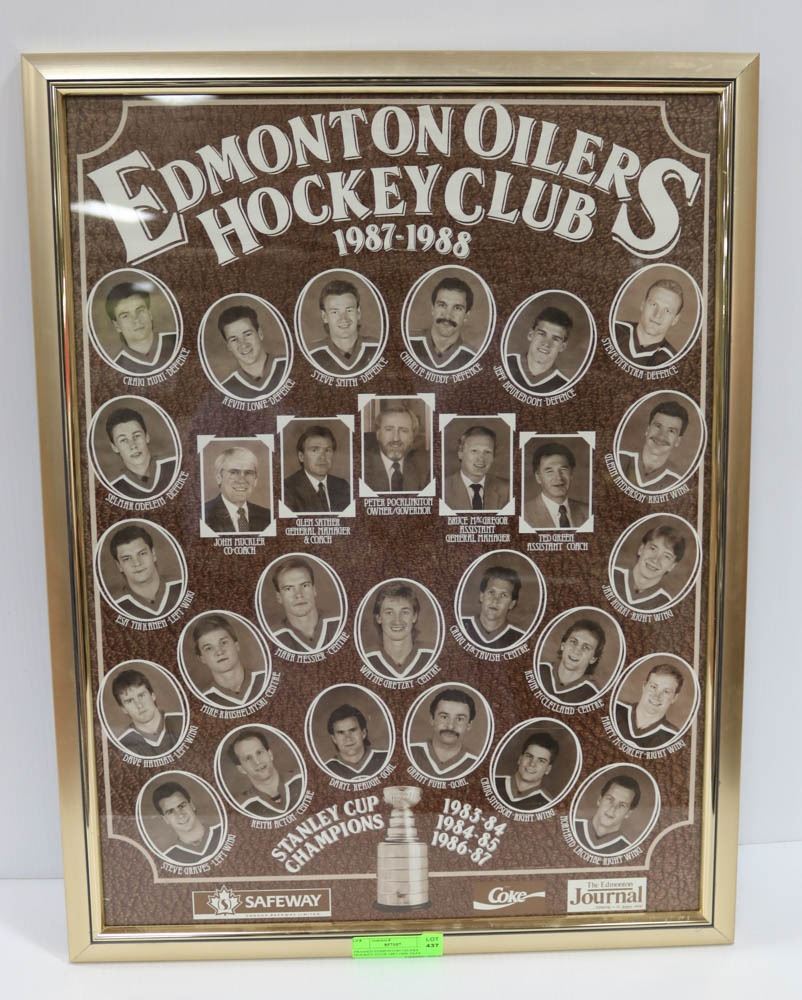 EDMONTON OILERS
HOCKEY CLUB
1987-1988
CRAIG MUNI-DEFENCE
KEVIN LOWE-DEFENCE
STEVE SMITH-DEFENCE
CHARLIE HUDDY-DEFENCE
JEFF BEUKEBOOM-DEFENCE
STEVE DYKSTRA-DEFENCE
SELMAR ODELEIN-DEFENCE
JOHN MUCKLER
CO-COACH
GLEN SATHER
GENERAL MANAGER
& COACH
PETER POCKLINGTON
OWNER/GOVERNOR
BRUCE MACGREGOR
ASSISTANT
GENERAL MANAGER
TED GREEN
ASSISTANT COACH
GLENN ANDERSON-RIGHT WING
ESA TIKKANEN-LEFT WING
MARK MESSIER-CENTRE
WAYNE GRETZKY-CENTRE
CRAIG MCTAVISH-CENTRE
JARI KURRI-RIGHT WING
MIKE KRUSHELNYSKI-CENTRE
KEVIN MCCLELLAND-CENTRE
DAVE HANNAN-LEFT WING
MARTY MCSORLEY-RIGHT WING
KEITH ACTON-CENTRE
DARYL REAUGH-GOAL
GRANT FUHR-GOAL
CRAIG SIMPSON-RIGHT WING
STEVE GRAVES-LEFT WING
NORMAND LACOMBE-RIGHT WING
STANLEY CUP
CHAMPIONS
1983-84
1984-85
1986-87
SAFEWAY
CANADA SAFEWAY LIMITED
Coke
The Edmonton
Journal
LOT
437